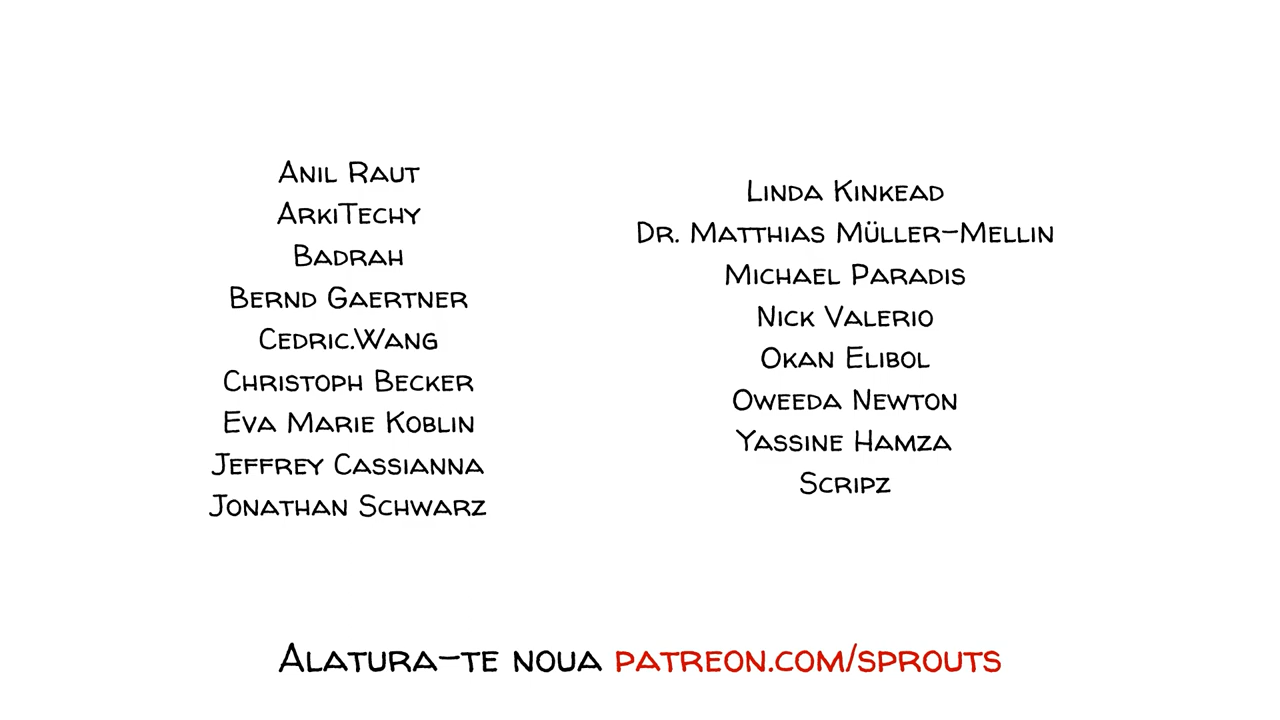 Anil Raut
ArkiTechy
Badrah
Bernd Gaertner
Cedric.Wang
Christoph Becker
Eva Marie Koblin
Jeffrey Cassianna
Jonathan Schwarz
Linda Kinkead
Dr. Matthias Müller-Mellin
Michael Paradis
Nick Valerio
Okan Elibol
Oweeda Newton
Yassine Hamza
Scripz
Alatura-te noua patreon.com/sprouts